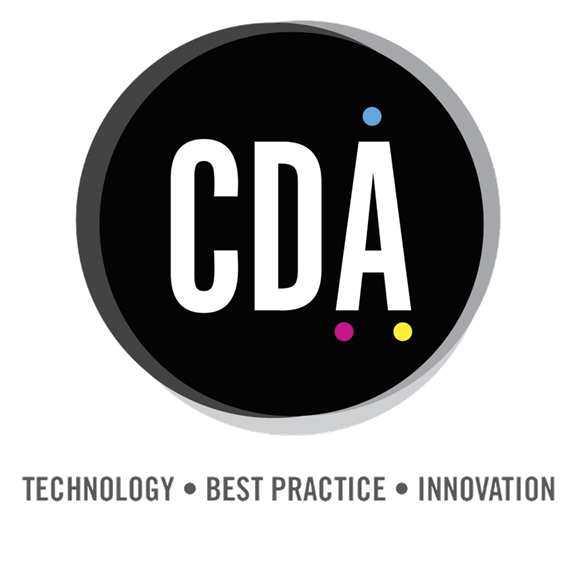 CDA
TECHNOLOGY • BEST PRACTICE • INNOVATION